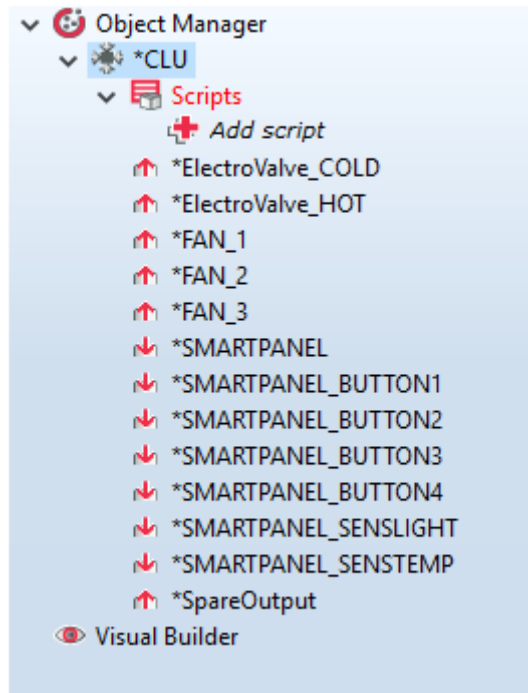 Object Manager
*CLU
Scripts
Add script
*ElectroValve_COLD
*ElectroValve_HOT
*FAN_1
*FAN_2
*FAN_3
*SMARTPANEL
*SMARTPANEL_BUTTON1
*SMARTPANEL_BUTTON2
*SMARTPANEL_BUTTON3
*SMARTPANEL_BUTTON4
*SMARTPANEL_SENSLIGHT
*SMARTPANEL_SENSTEMP
*SpareOutput
Visual Builder